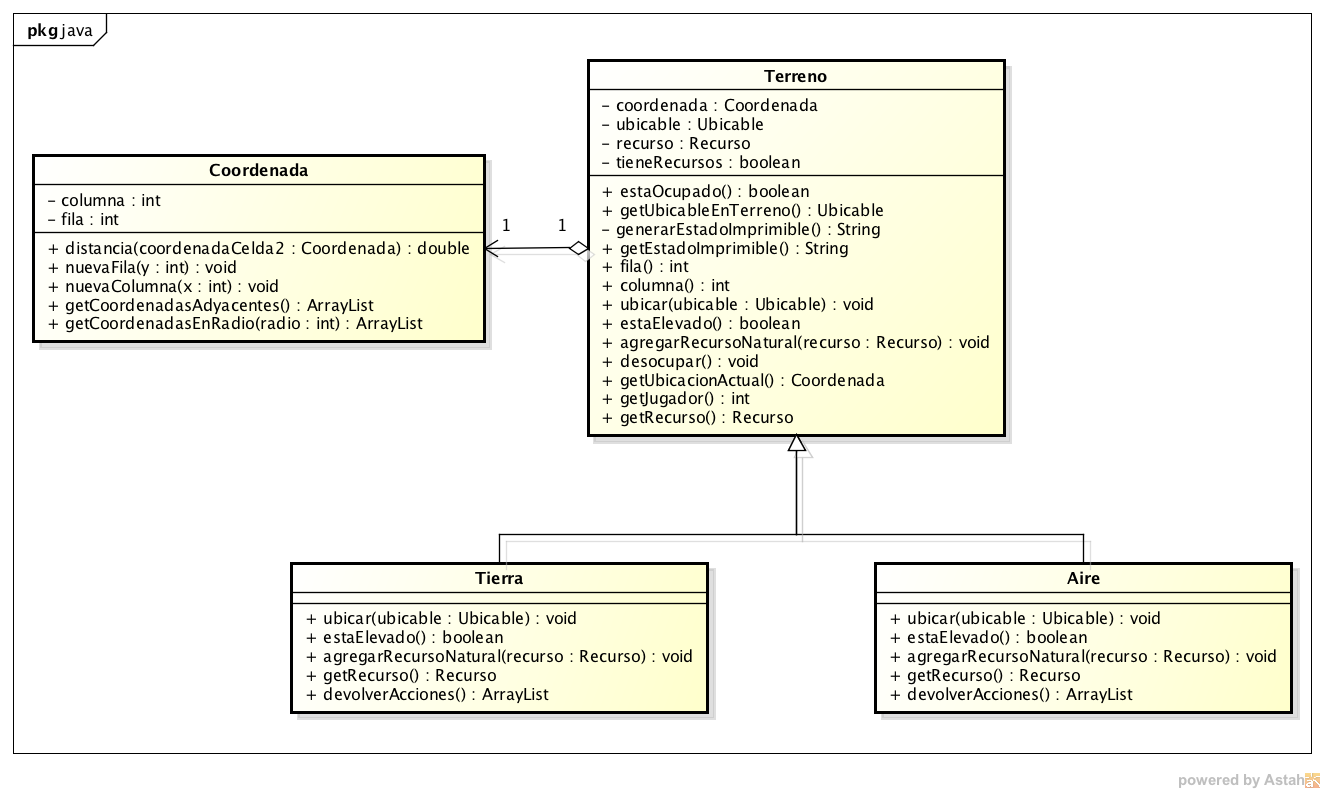 pkg java
Terreno
- coordenada : Coordenada
- ubicable : Ubicable
- recurso : Recurso
- tieneRecursos : boolean
+ estaOcupado() : boolean
+ getUbicableEnTerreno() : Ubicable
- generarEstadoImprimible() : String
+ getEstadoImprimible() : String
+ fila() : int
+ columna() : int
+ ubicar(ubicable : Ubicable) : void
+ estaElevado() : boolean
+ agregarRecursoNatural(recurso : Recurso) : void
+ desocupar() : void
+ getUbicacionActual() : Coordenada
+ getJugador() : int
+ getRecurso() : Recurso
Coordenada
- columna : int
- fila : int
+ distancia(coordenadaCelda2 : Coordenada) : double
+ nuevaFila(y : int) : void
+ nuevaColumna(x : int) : void
+ getCoordenadasAdyacentes() : ArrayList
+ getCoordenadasEnRadio(radio : int) : ArrayList
1 1
Tierra
+ ubicar(ubicable : Ubicable) : void
+ estaElevado() : boolean
+ agregarRecursoNatural(recurso : Recurso) : void
+ getRecurso() : Recurso
+ devolverAcciones() : ArrayList
Aire
+ ubicar(ubicable : Ubicable) : void
+ estaElevado() : boolean
+ agregarRecursoNatural(recurso : Recurso) : void
+ getRecurso() : Recurso
+ devolverAcciones() : ArrayList
powered by Astah